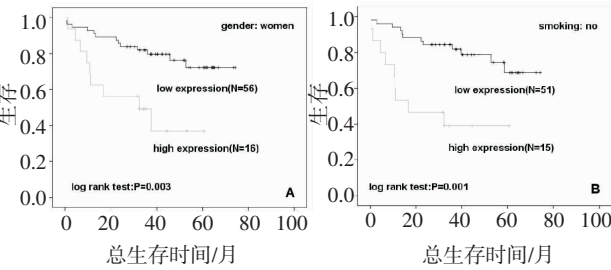 gender: women
1.0
0.8
0.6
0.4
0.2
0.0
生存
low expression(N=56)
high expression(N=16)
log rank test:P=0.003
A
0 20 40 60 80 100
总生存时间/月
smoking: no
1.0
0.8
0.6
0.4
0.2
0.0
生存
low expression(N=51)
high expression(N=15)
log rank test:P=0.001
B
0 20 40 60 80 100
总生存时间/月